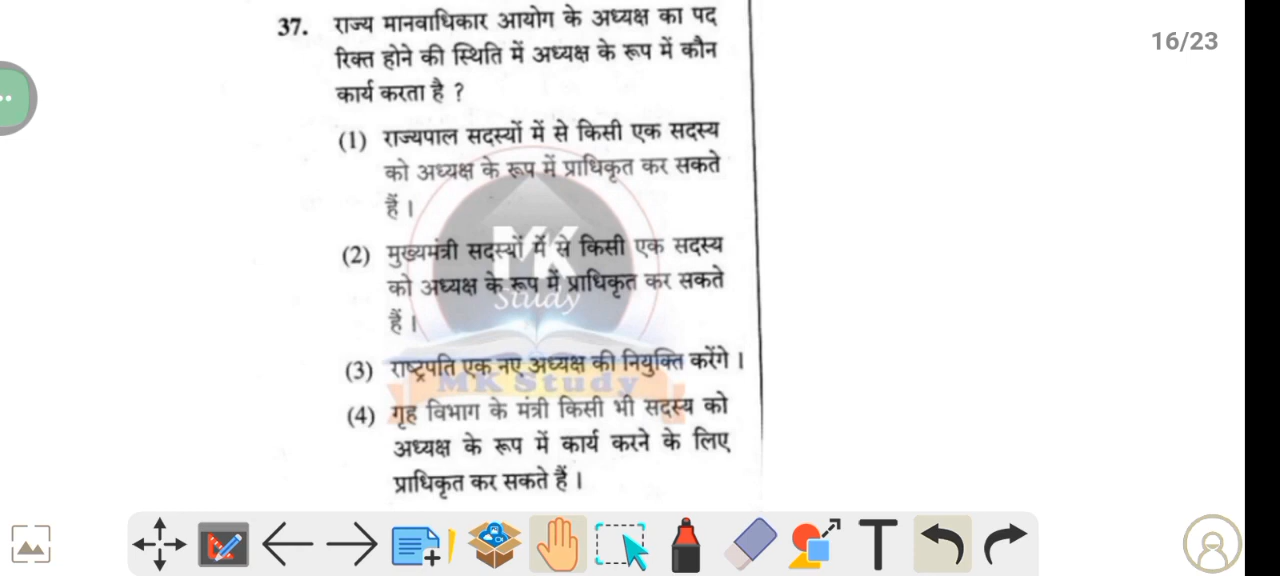 37. राज्य मानवाधिकार आयोग के अध्यक्ष का पद
रिक्त होने की स्थिति में अध्यक्ष के रूप में कौन
कार्य करता है ?
(1) राज्यपाल सदस्यों में से किसी एक सदस्य
को अध्यक्ष के रूप में प्राधिकृत कर सकते
हैं ।
(2) मुख्यमंत्री सदस्यों में से किसी एक सदस्य
को अध्यक्ष के रूप में प्राधिकृत कर सकते
हैं ।
(3) राष्ट्रपति एक नए अध्यक्ष की नियुक्ति करेंगे ।
(4) गृह विभाग के मंत्री किसी भी सदस्य को
अध्यक्ष के रूप में कार्य करने के लिए
प्राधिकृत कर सकते हैं ।
16/23
MK
Study
MK Study
T